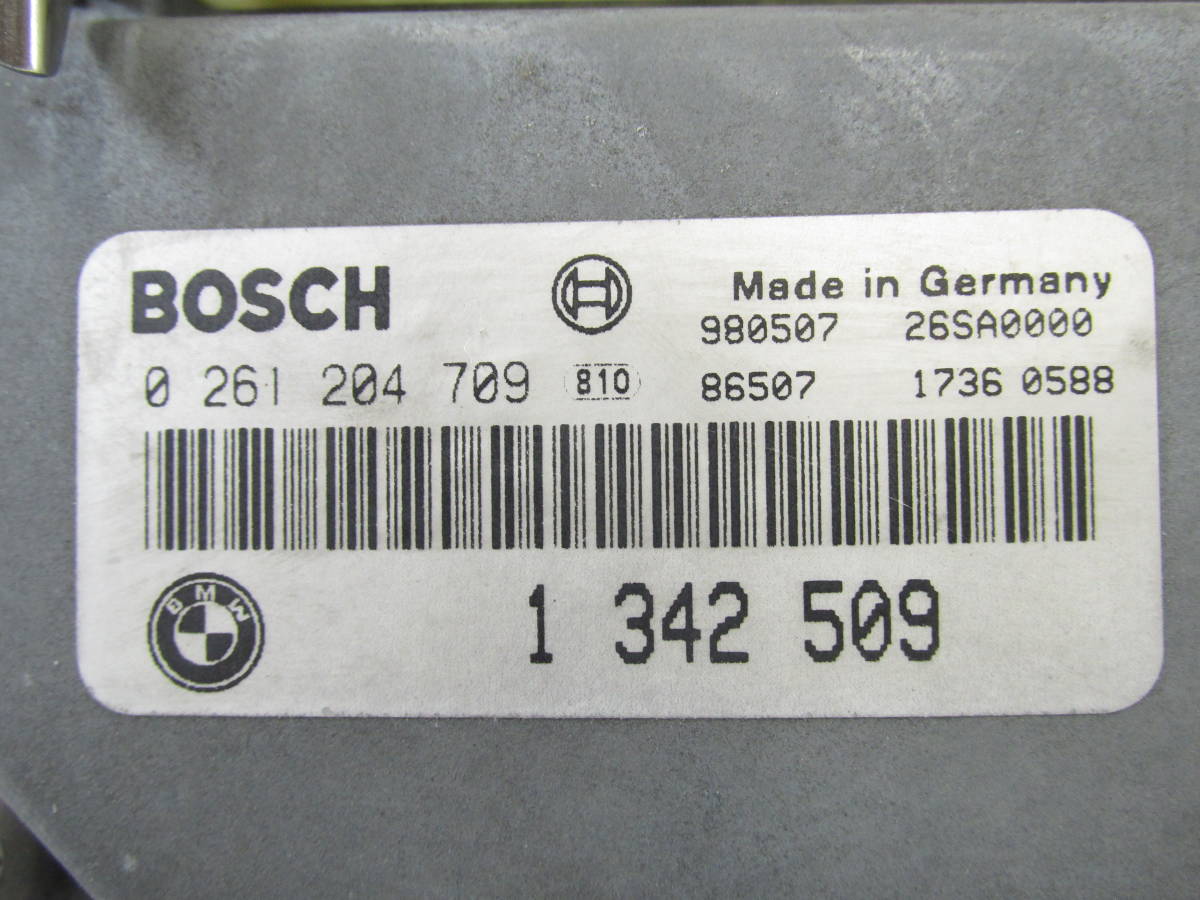 BOSCH
Made in Germany
980507 26SA0000
0 261 204 709 810 86507 1736 0588
BMW
1 342 509